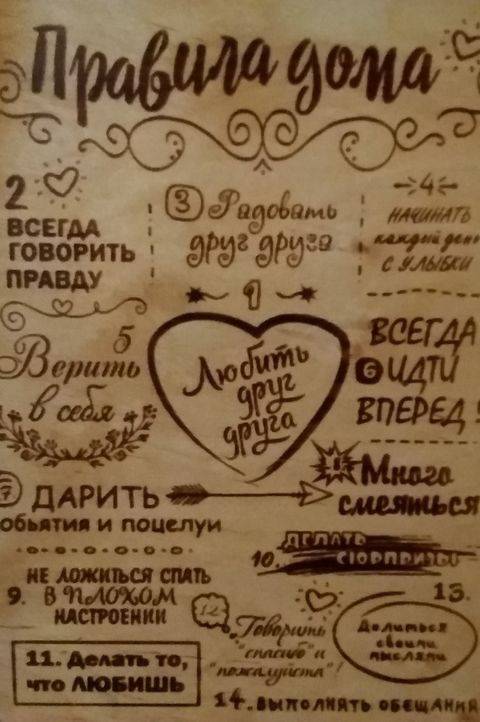 Правила дома
1
Любить
друг
друга
2
ВСЕГДА
ГОВОРИТЬ
ПРАВДУ
3 Радовать
друг друга
4
НАЧИНАТЬ
каждый день
С УЛЫБКИ
5
Верить
в себя
ВСЕГДА
6 ИДТИ
ВПЕРЕД!
7 ДАРИТЬ
объятия и поцелуи
8 Много
смеяться
9. НЕ ЛОЖИТЬСЯ СПАТЬ
В ПЛОХОМ
НАСТРОЕНИИ
10. ДЕЛАТЬ
СЮРПРИЗЫ
11. Делать то,
что ЛЮБИШЬ
12. „Говорить
„спасибо“ и
„пожалуйста“!
13.
Делиться
своими
мыслями
14. ВЫПОЛНЯТЬ ОБЕЩАНИЯ